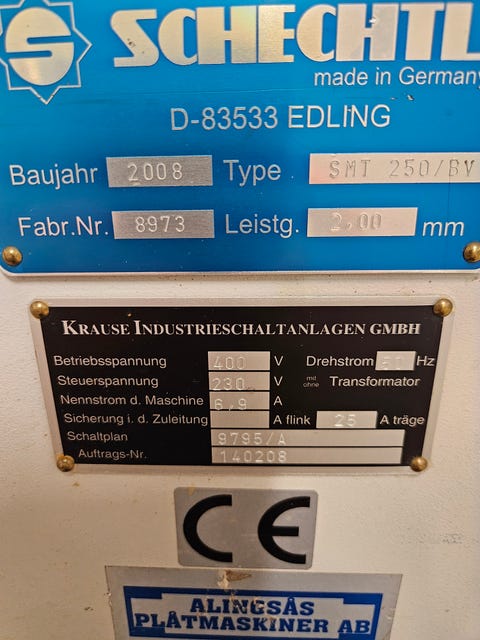 SCHECHTL
made in Germany
D-83533 EDLING
Baujahr 2008 Type SMT 250/BV
Fabr.Nr. 8973 Leistg. 2,00 mm
KRAUSE INDUSTRIESCHALTANLAGEN GMBH
Betriebsspannung 400 V Drehstrom 50 Hz
Steuerspannung 230 V mit ohne Transformator
Nennstrom d. Maschine 6,9 A
Sicherung i. d. Zuleitung A flink 25 A träge
Schaltplan 9795/A
Auftrags-Nr. 140208
CE
ALINGSÅS
PLÅTMASKINER AB